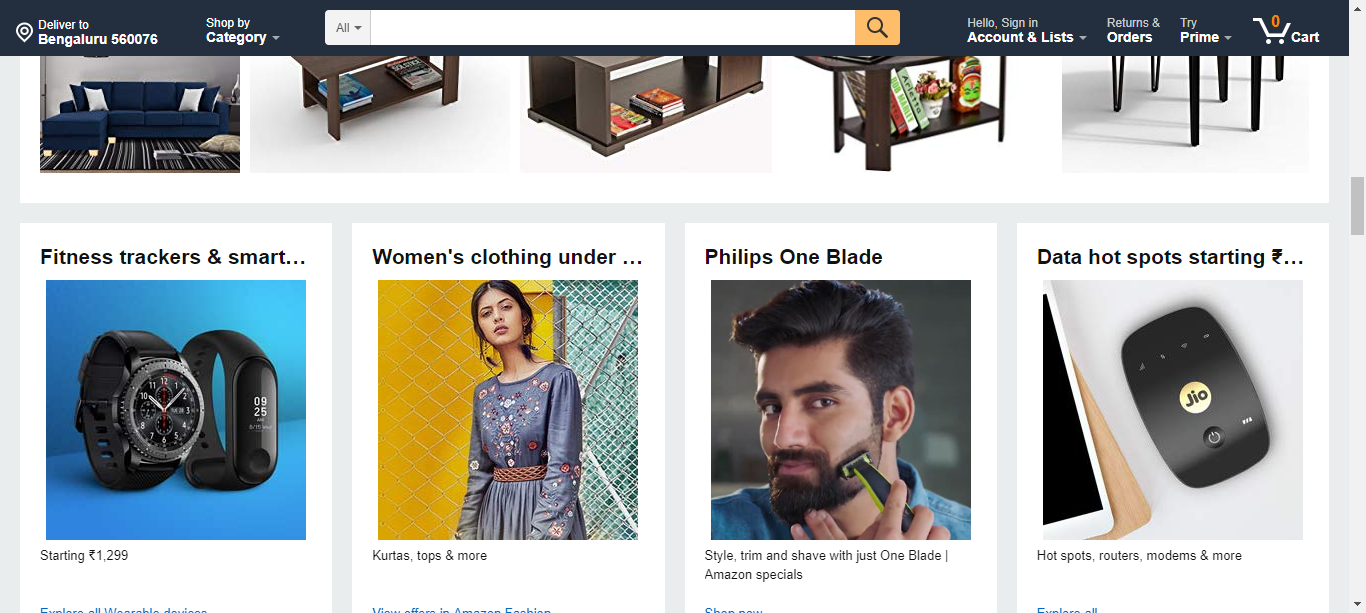 Deliver to
Bengaluru 560076
Shop by
Category
All
Hello, Sign in
Account & Lists
Returns &
Orders
Try
Prime
0
Cart
SOLSTICE
Fitness trackers & smart…
Women's clothing under …
Philips One Blade
Data hot spots starting ₹…
09
25
jio
Starting ₹1,299
Kurtas, tops & more
Style, trim and shave with just One Blade |
Amazon specials
Hot spots, routers, modems & more
Explore all Wearable devices
View offers in Amazon Fashion
Shop now
Explore all